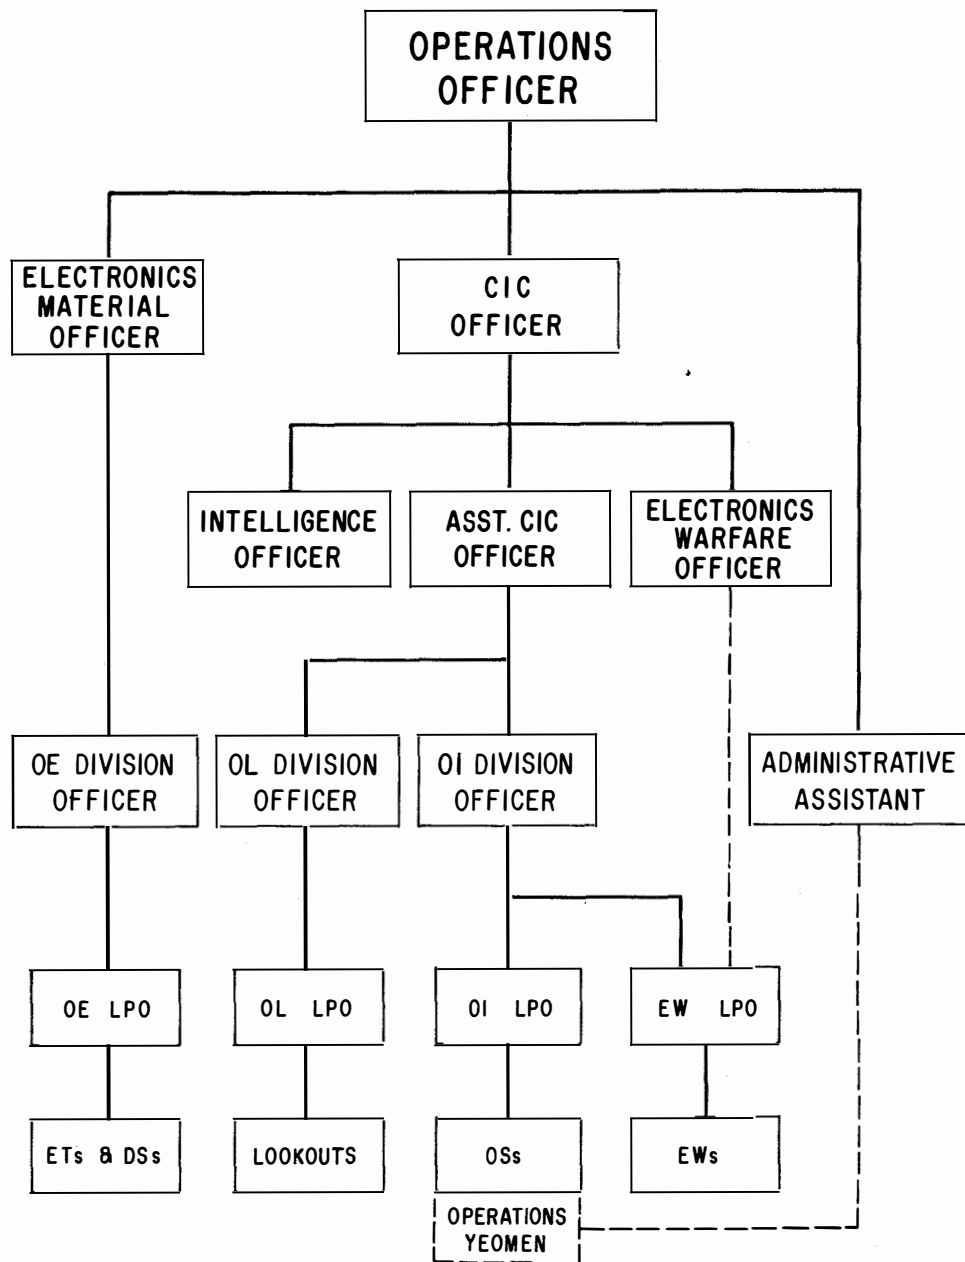 OPERATIONS
OFFICER
ELECTRONICS
MATERIAL
OFFICER
CIC
OFFICER
INTELLIGENCE
OFFICER
ASST. CIC
OFFICER
ELECTRONICS
WARFARE
OFFICER
OE DIVISION
OFFICER
OL DIVISION
OFFICER
OI DIVISION
OFFICER
ADMINISTRATIVE
ASSISTANT
OE LPO
OL LPO
OI LPO
EW LPO
ETs & DSs
LOOKOUTS
OSs
EWs
OPERATIONS
YEOMEN